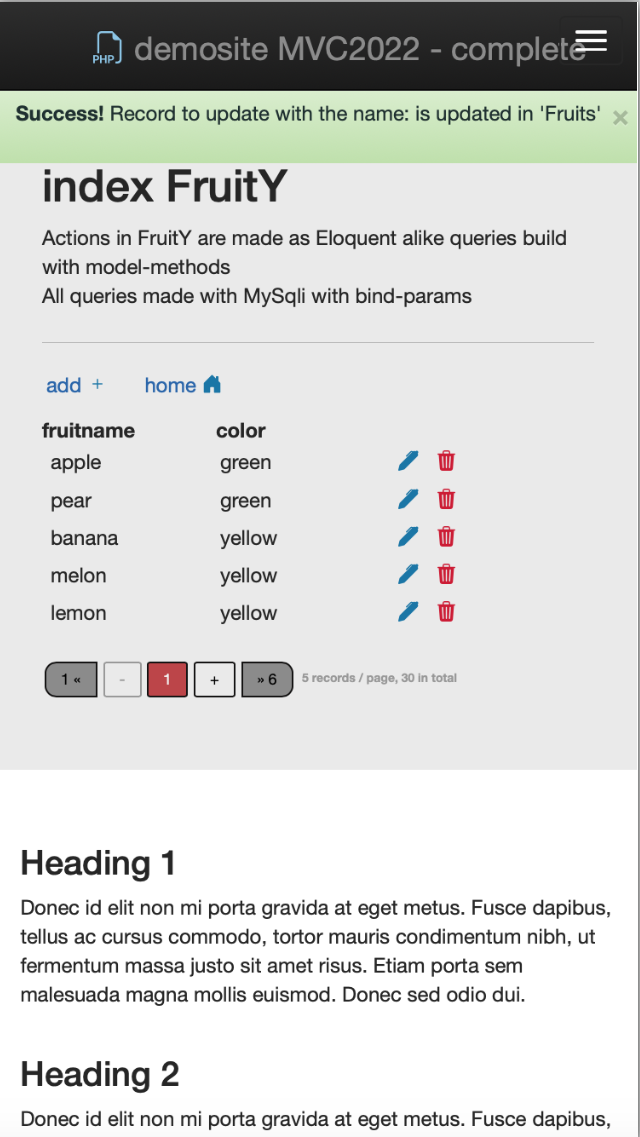 PHP demosite MVC2022 - complete
Success! Record to update with the name: is updated in 'Fruits' ×
index FruitY
Actions in FruitY are made as Eloquent alike queries build
with model-methods
All queries made with MySqli with bind-params
add + home
fruitname color
apple green
pear green
banana yellow
melon yellow
lemon yellow
1 « - 1 + » 6 5 records / page, 30 in total
Heading 1
Donec id elit non mi porta gravida at eget metus. Fusce dapibus,
tellus ac cursus commodo, tortor mauris condimentum nibh, ut
fermentum massa justo sit amet risus. Etiam porta sem
malesuada magna mollis euismod. Donec sed odio dui.
Heading 2
Donec id elit non mi porta gravida at eget metus. Fusce dapibus,